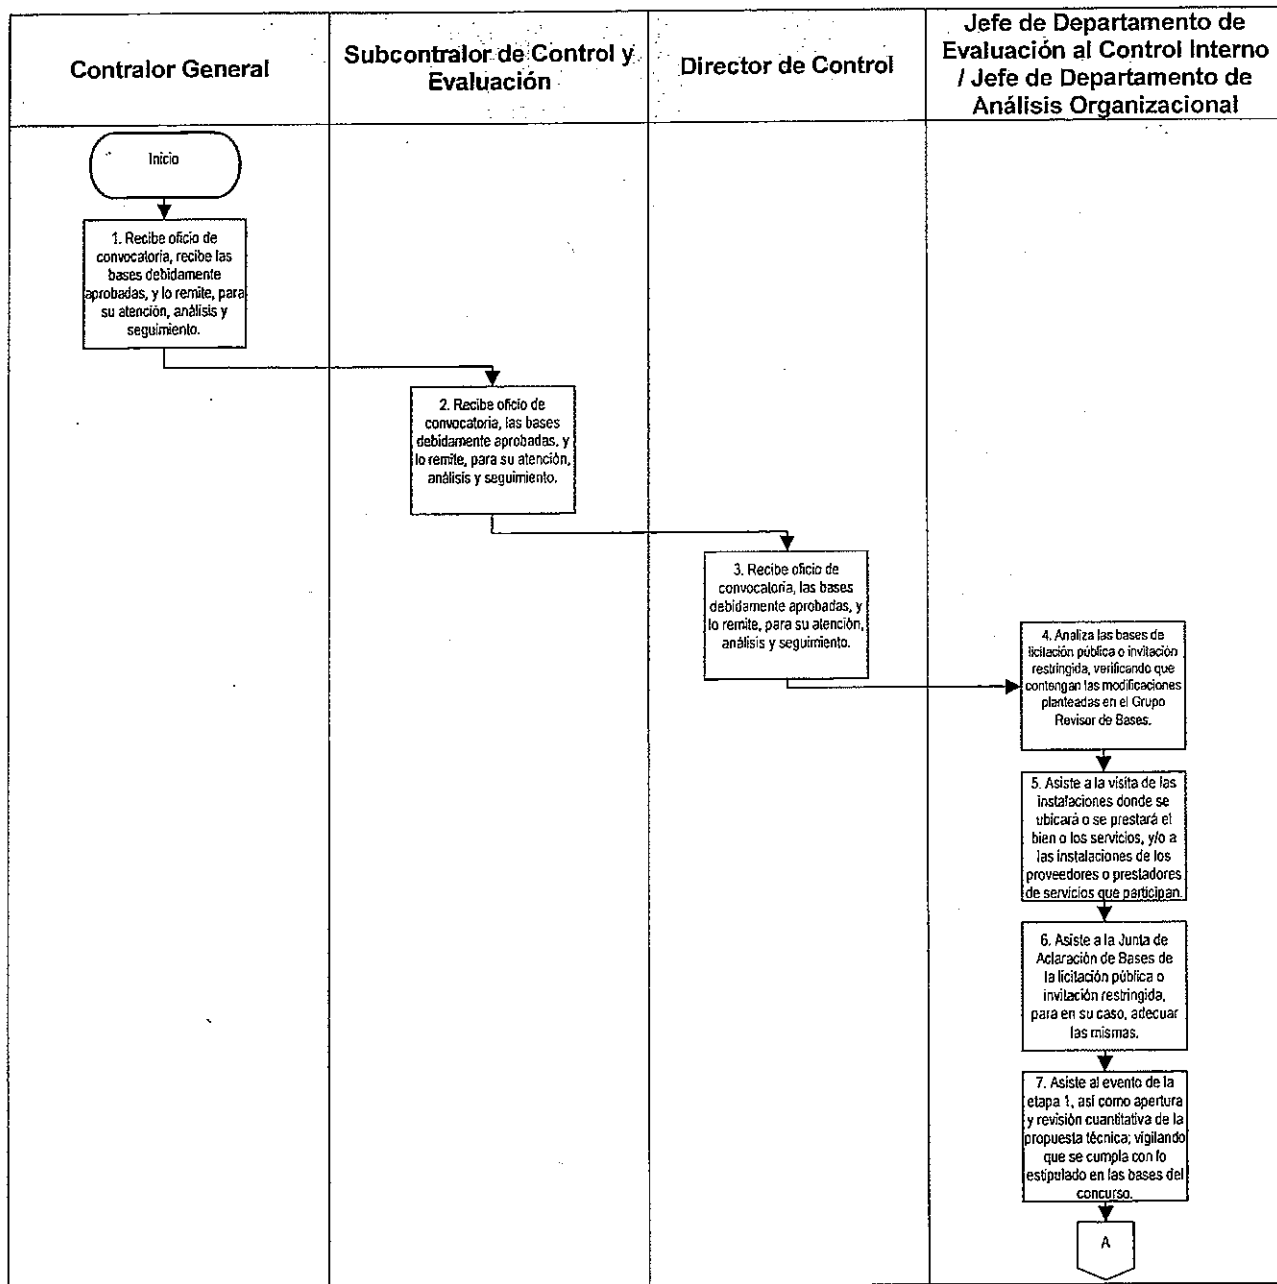 Contralor General
Subcontralor de Control y
Evaluación
Director de Control
Jefe de Departamento de
Evaluación al Control Interno
/ Jefe de Departamento de
Análisis Organizacional
Inicio
1. Recibe oficio de
convocatoria, recibe las
bases debidamente
aprobadas, y lo remite, para
su atención, análisis y
seguimiento.
2. Recibe oficio de
convocatoria, las bases
debidamente aprobadas, y
lo remite, para su atención,
análisis y seguimiento.
3. Recibe oficio de
convocatoria, las bases
debidamente aprobadas, y
lo remite, para su atención,
análisis y seguimiento.
4. Analiza las bases de
licitación pública o invitación
restringida, verificando que
contengan las modificaciones
planteadas en el Grupo
Revisor de Bases.
5. Asiste a la visita de las
instalaciones donde se
ubicará o se prestará el
bien o los servicios, y/o a
las instalaciones de los
proveedores o prestadores
de servicios que participan.
6. Asiste a la Junta de
Aclaración de Bases de
la licitación pública o
invitación restringida,
para en su caso, adecuar
las mismas.
7. Asiste al evento de la
etapa 1, así como apertura
y revisión cuantitativa de la
propuesta técnica; vigilando
que se cumpla con lo
estipulado en las bases del
concurso.
A